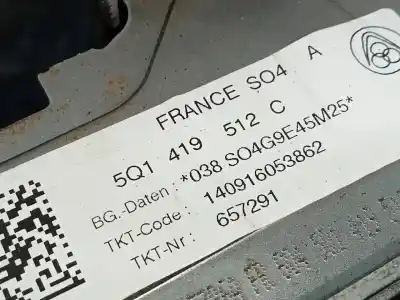 FRANCE SO4 A
5Q1 419 512 C
BG.-Daten : *038 SO4G9E45M25*
TKT-Code : 140916053862
TKT-Nr : 657291